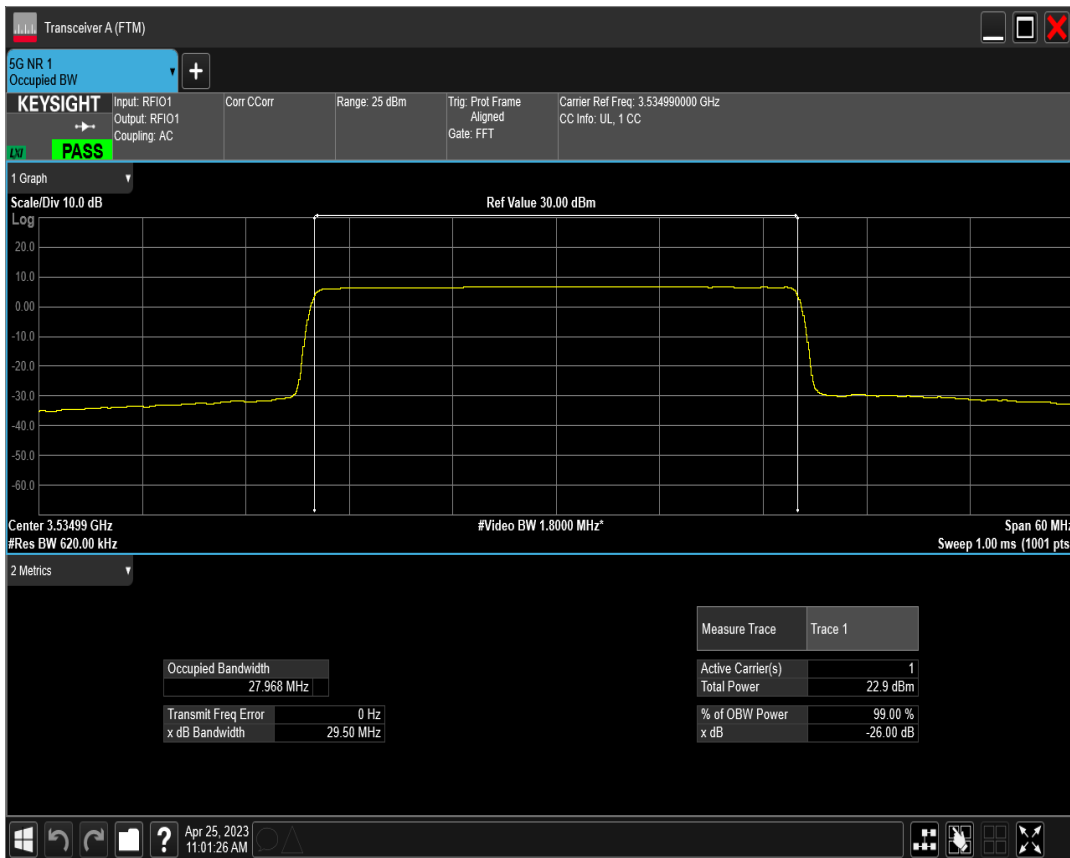 Transceiver A (FTM)
5G NR 1
Occupied BW
+
KEYSIGHT
LXI
PASS
Input: RFIO1
Output: RFIO1
Coupling: AC
Corr CCorr
Range: 25 dBm
Trig: Prot Frame
Aligned
Gate: FFT
Carrier Ref Freq: 3.534990000 GHz
CC Info: UL, 1 CC
1 Graph
Scale/Div 10.0 dB
Ref Value 30.00 dBm
Log
20.0
10.0
0.00
-10.0
-20.0
-30.0
-40.0
-50.0
-60.0
Center 3.53499 GHz
#Video BW 1.8000 MHz*
Span 60 MHz
#Res BW 620.00 kHz
Sweep 1.00 ms (1001 pts
2 Metrics
Measure Trace Trace 1
Occupied Bandwidth
27.968 MHz
Active Carrier(s) 1
Total Power 22.9 dBm
Transmit Freq Error 0 Hz
x dB Bandwidth 29.50 MHz
% of OBW Power 99.00 %
x dB -26.00 dB
?
Apr 25, 2023
11:01:26 AM